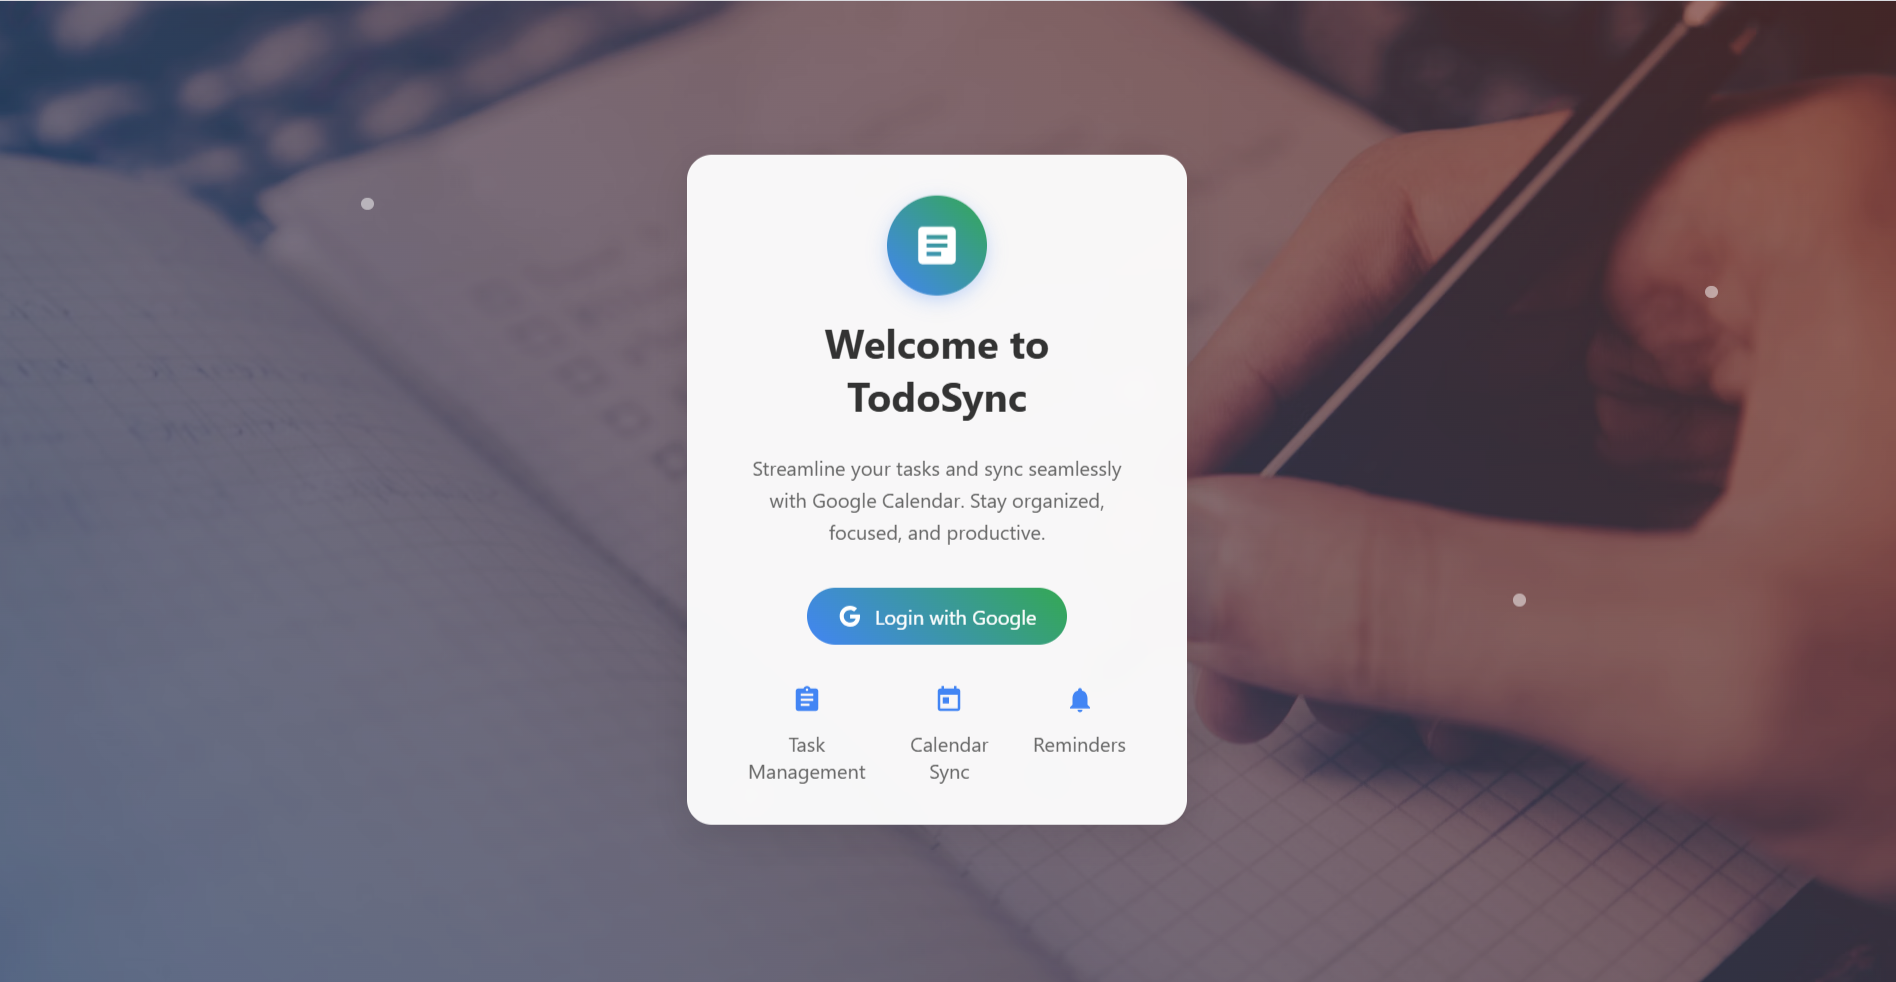 Welcome to
TodoSync
Streamline your tasks and sync seamlessly
with Google Calendar. Stay organized,
focused, and productive.
G Login with Google
Task
Management
Calendar
Sync
Reminders